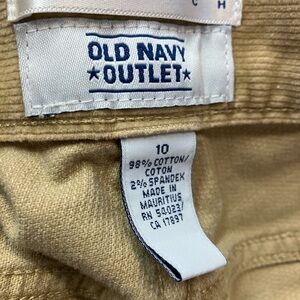 C H
OLD NAVY
★OUTLET★
10
98% COTTON/
COTON
2% SPANDEX
MADE IN
MAURITIUS
RN 54023/
CA 17897